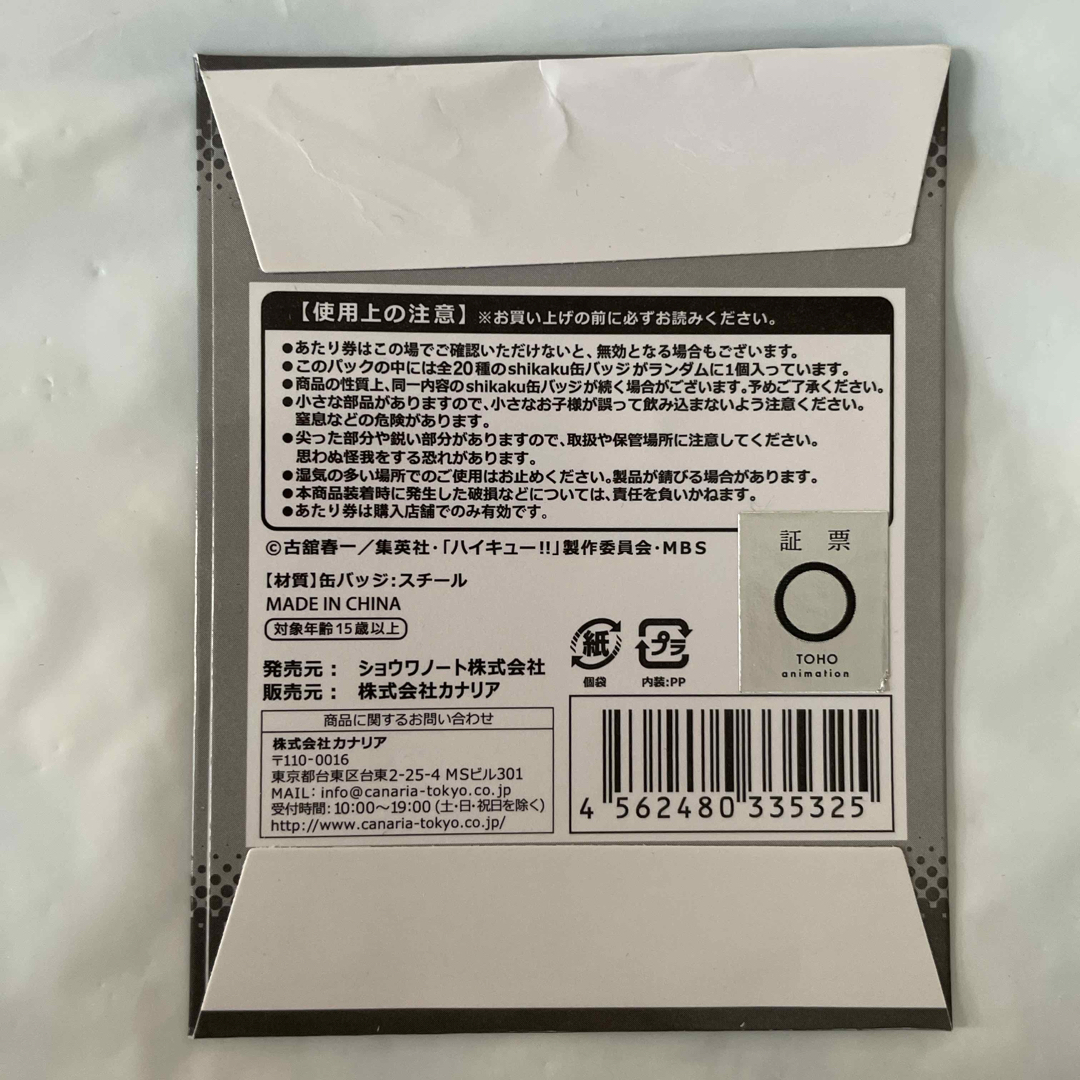 【使用上の注意】※お買い上げの前に必ずお読みください。
●あたり券はこの場でご確認いただけないと、無効となる場合もございます。
●このパックの中には全20種のshikaku缶バッジがランダムに1個入っています。
●商品の性質上、同一内容のshikaku缶バッジが続く場合がございます。予めご了承ください。
●小さな部品がありますので、小さなお子様が誤って飲み込まないよう注意ください。
窒息などの危険があります。
●尖った部分や鋭い部分がありますので、取扱や保管場所に注意してください。
思わぬ怪我をする恐れがあります。
●湿気の多い場所でのご使用はお止めください。製品が錆びる場合があります。
●本商品装着時に発生した破損などについては、責任を負いかねます。
●あたり券は購入店舗でのみ有効です。
©古舘春一／集英社・「ハイキュー!!」製作委員会・MBS
【材質】缶バッジ：スチール
MADE IN CHINA
対象年齢15歳以上
発売元： ショウワノート株式会社
販売元： 株式会社カナリア
商品に関するお問い合わせ
株式会社カナリア
〒110-0016
東京都台東区台東2-25-4 MSビル301
MAIL: info@canaria-tokyo.co.jp
受付時間：10:00～19:00（土・日・祝日を除く）
http://www.canaria-tokyo.co.jp/
紙
個袋
プラ
内装:PP
証票
TOHO
animation
4 562480 335325